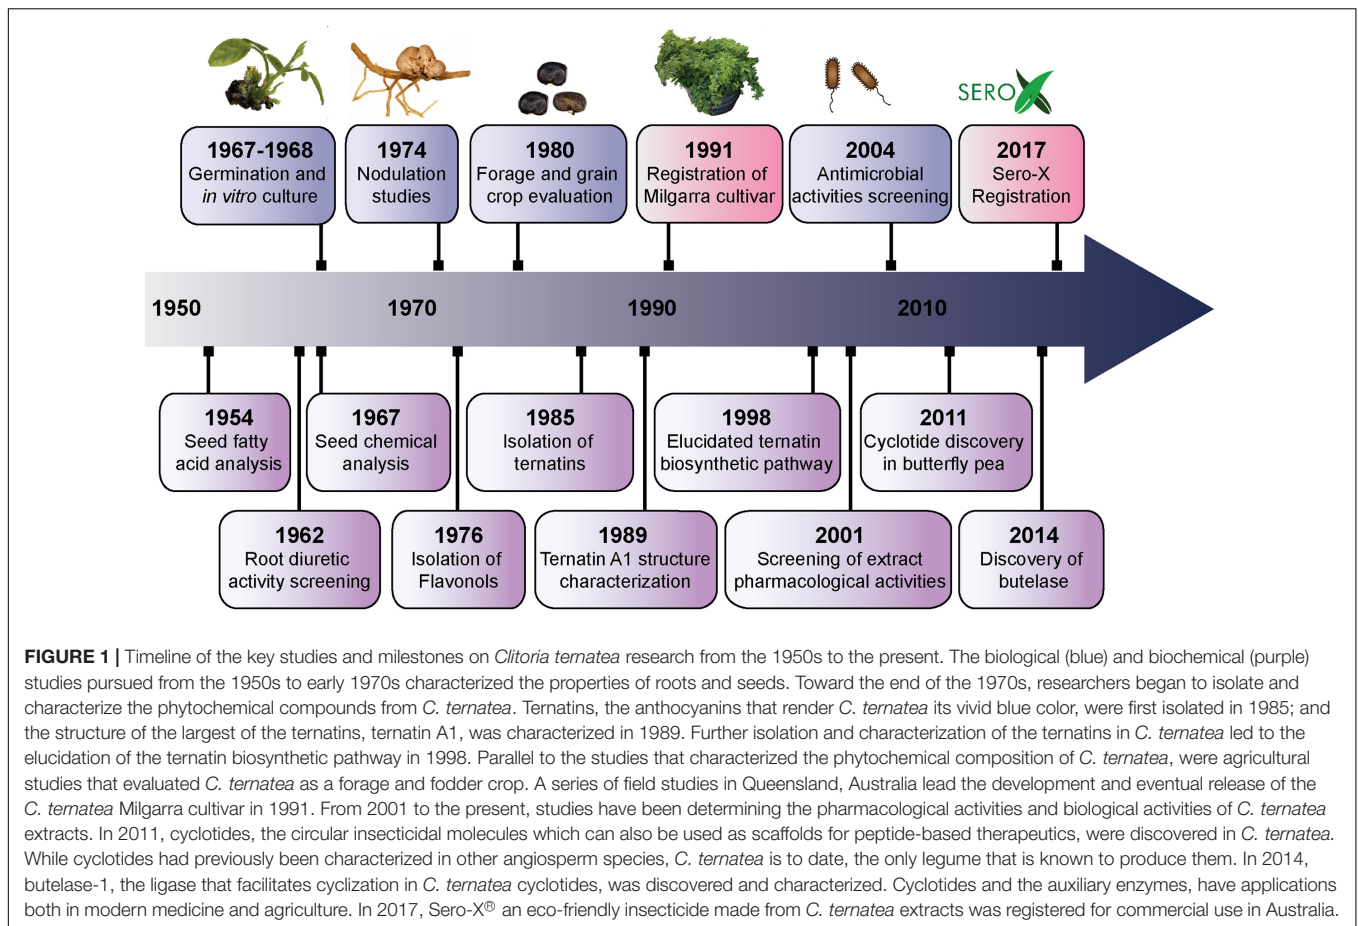 SERO X
1967-1968
Germination and
in vitro culture
1974
Nodulation
studies
1980
Forage and grain
crop evaluation
1991
Registration of
Milgarra cultivar
2004
Antimicrobial
activities screening
2017
Sero-X
Registration
1950 1970 1990 2010
1954
Seed fatty
acid analysis
1967
Seed chemical
analysis
1985
Isolation of
ternatins
1998
Elucidated ternatin
biosynthetic pathway
2011
Cyclotide discovery
in butterfly pea
1962
Root diuretic
activity screening
1976
Isolation of
Flavonols
1989
Ternatin A1 structure
characterization
2001
Screening of extract
pharmacological activities
2014
Discovery of
butelase
FIGURE 1 | Timeline of the key studies and milestones on Clitoria ternatea research from the 1950s to the present. The biological (blue) and biochemical (purple)
studies pursued from the 1950s to early 1970s characterized the properties of roots and seeds. Toward the end of the 1970s, researchers began to isolate and
characterize the phytochemical compounds from C. ternatea. Ternatins, the anthocyanins that render C. ternatea its vivid blue color, were first isolated in 1985; and
the structure of the largest of the ternatins, ternatin A1, was characterized in 1989. Further isolation and characterization of the ternatins in C. ternatea led to the
elucidation of the ternatin biosynthetic pathway in 1998. Parallel to the studies that characterized the phytochemical composition of C. ternatea, were agricultural
studies that evaluated C. ternatea as a forage and fodder crop. A series of field studies in Queensland, Australia lead the development and eventual release of the
C. ternatea Milgarra cultivar in 1991. From 2001 to the present, studies have been determining the pharmacological activities and biological activities of C. ternatea
extracts. In 2011, cyclotides, the circular insecticidal molecules which can also be used as scaffolds for peptide-based therapeutics, were discovered in C. ternatea.
While cyclotides had previously been characterized in other angiosperm species, C. ternatea is to date, the only legume that is known to produce them. In 2014,
butelase-1, the ligase that facilitates cyclization in C. ternatea cyclotides, was discovered and characterized. Cyclotides and the auxiliary enzymes, have applications
both in modern medicine and agriculture. In 2017, Sero-X® an eco-friendly insecticide made from C. ternatea extracts was registered for commercial use in Australia.